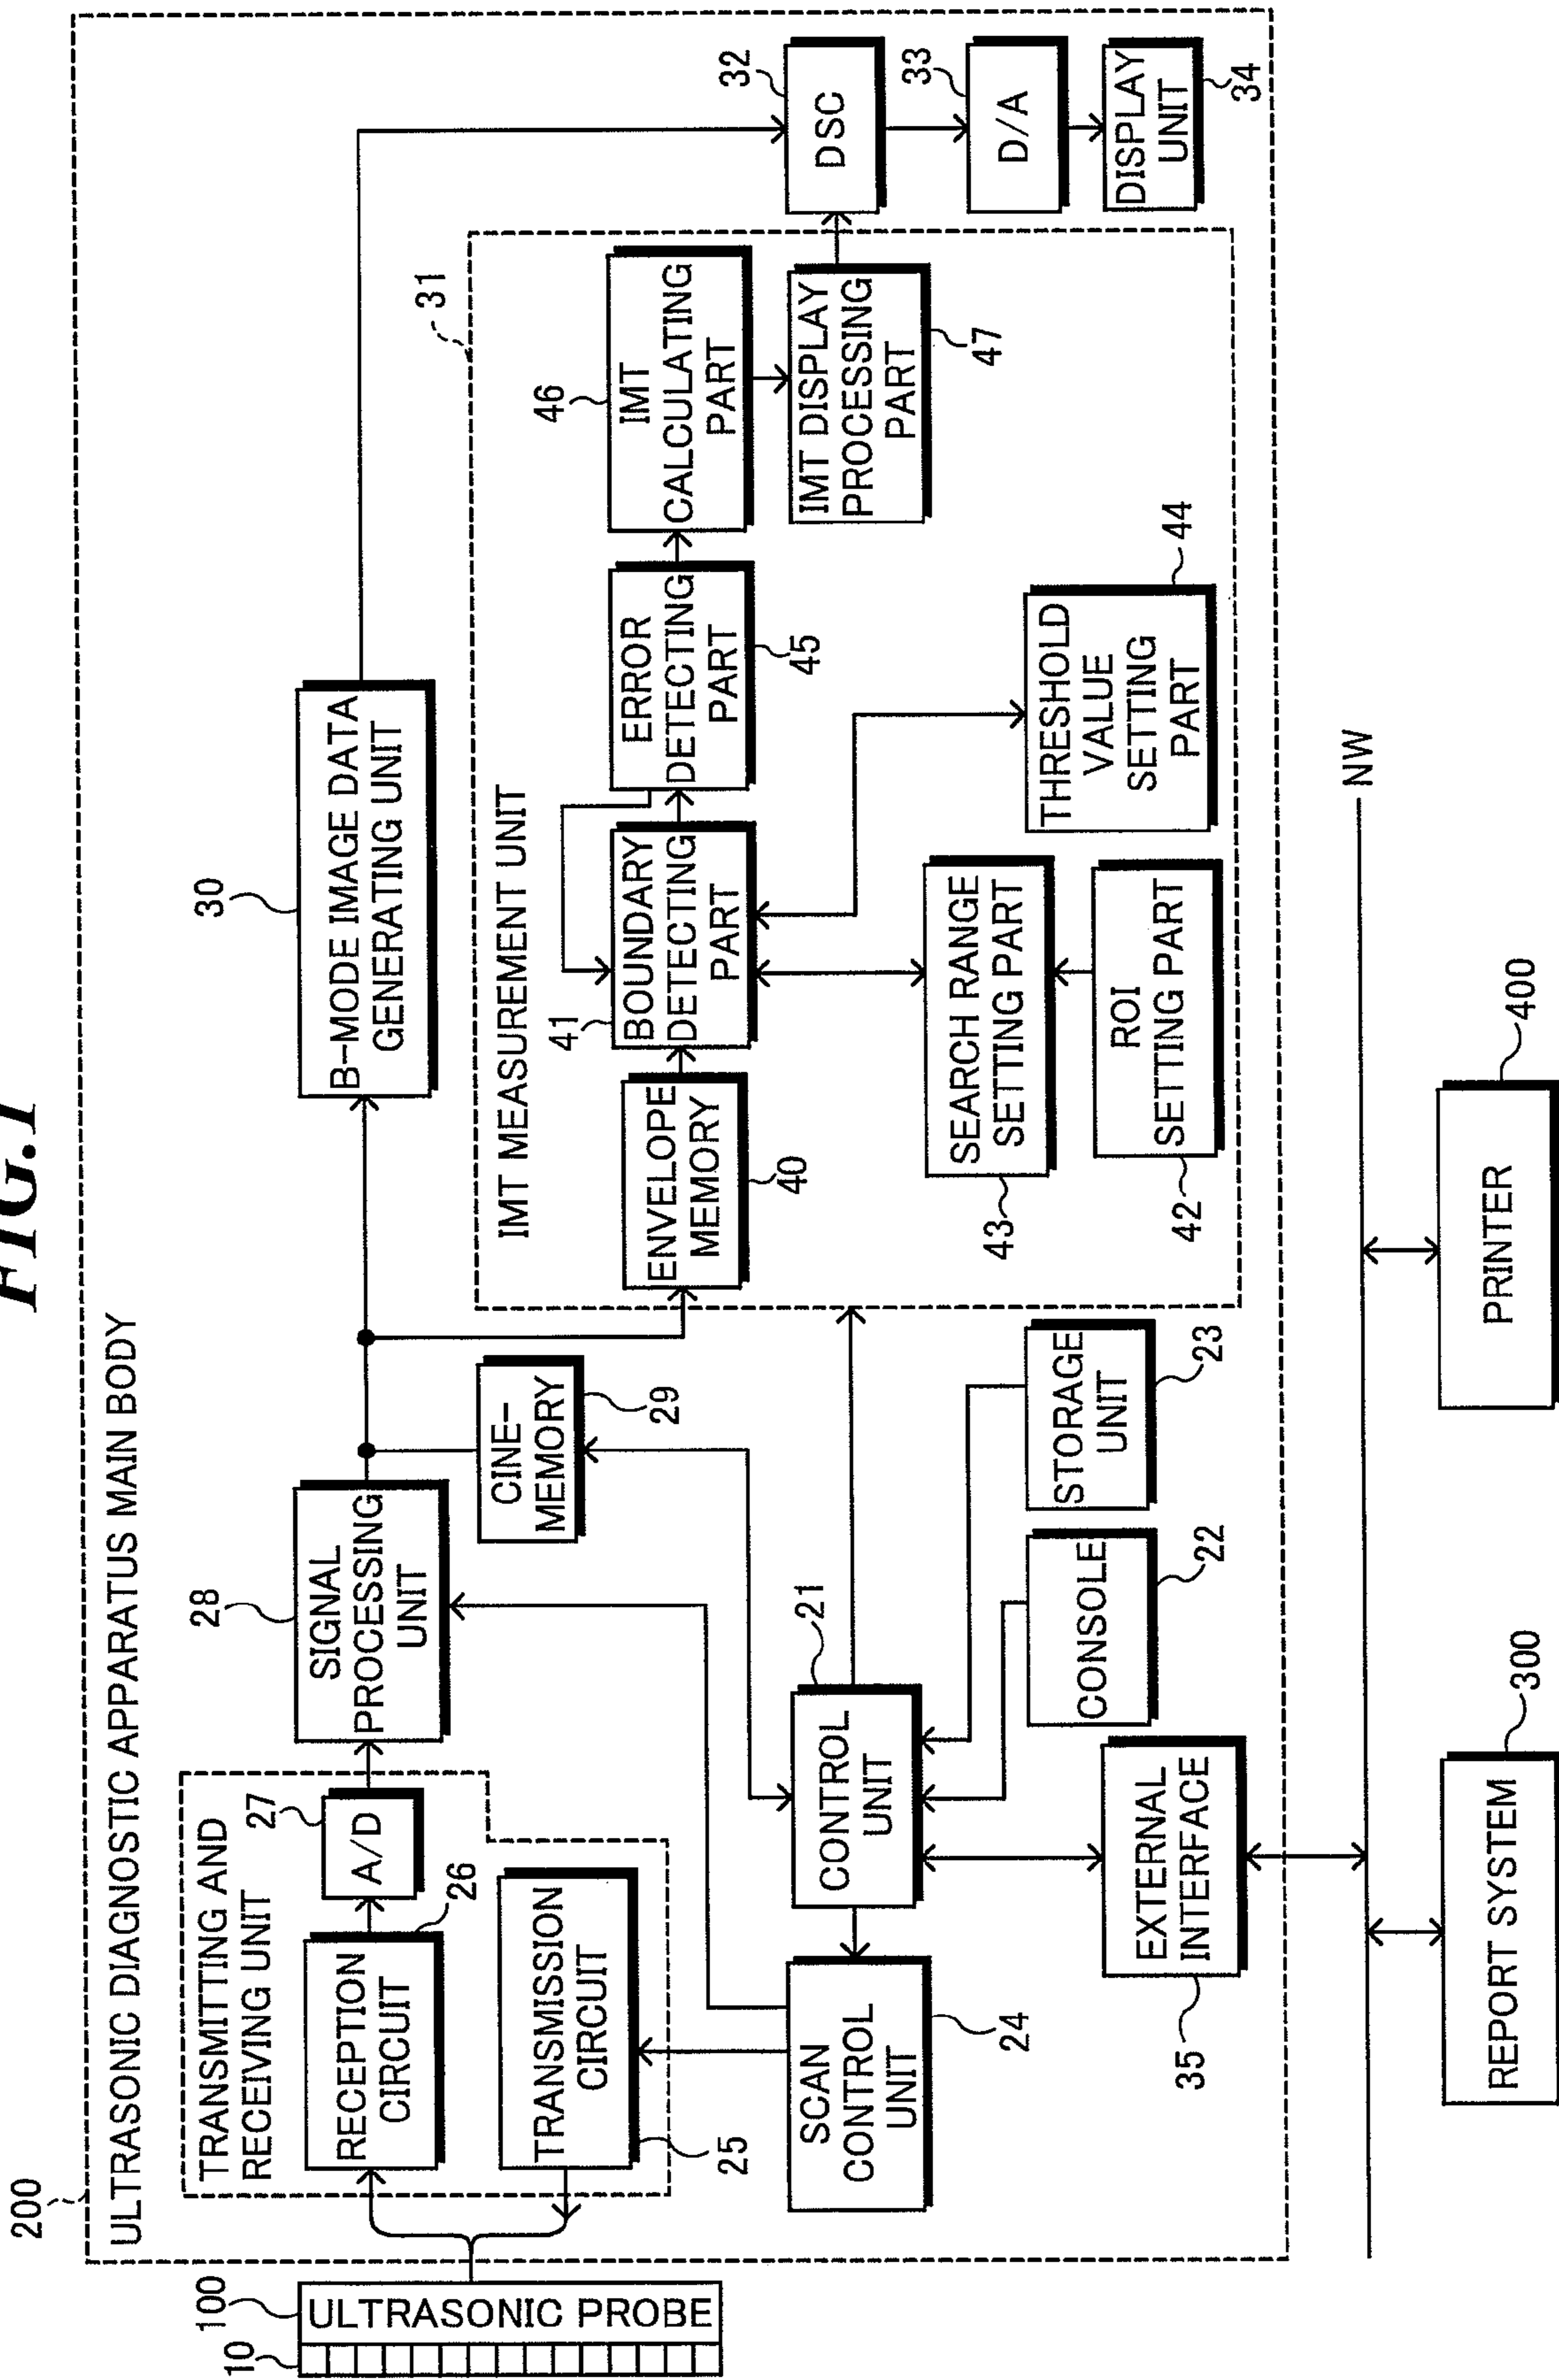 FIG.1
200
ULTRASONIC DIAGNOSTIC APPARATUS MAIN BODY
100
ULTRASONIC PROBE
10
TRANSMITTING AND
RECEIVING UNIT
RECEPTION
CIRCUIT
26
A/D
27
TRANSMISSION
CIRCUIT
25
SIGNAL
PROCESSING
UNIT
28
CINE-
MEMORY
29
B-MODE IMAGE DATA
GENERATING UNIT
30
SCAN
CONTROL
UNIT
24
CONTROL
UNIT
21
CONSOLE
22
STORAGE
UNIT
23
EXTERNAL
INTERFACE
35
31
IMT MEASUREMENT UNIT
ENVELOPE
MEMORY
40
BOUNDARY
DETECTING
PART
41
ERROR
DETECTING
PART
45
IMT
CALCULATING
PART
46
IMT DISPLAY
PROCESSING
PART
47
SEARCH RANGE
SETTING PART
43
ROI
SETTING PART
42
THRESHOLD
VALUE
SETTING
PART
44
DSC
32
D/A
33
DISPLAY
UNIT
34
NW
REPORT SYSTEM
300
PRINTER
400